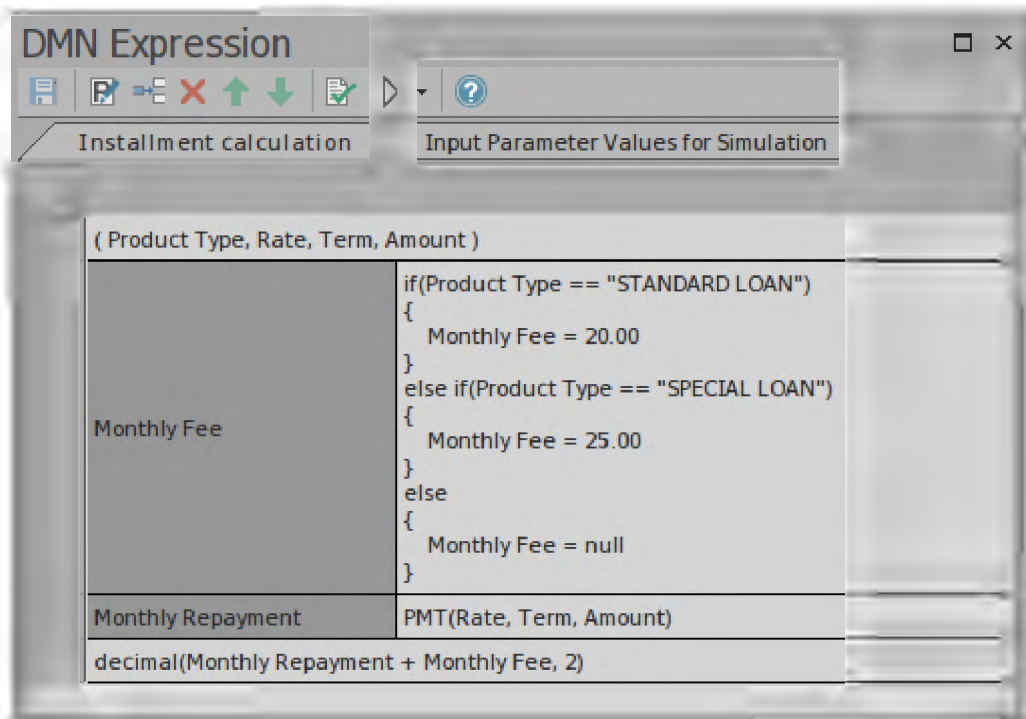 DMN Expression
Installment calculation
Input Parameter Values for Simulation
( Product Type, Rate, Term, Amount )
Monthly Fee
if(Product Type == "STANDARD LOAN")
{
Monthly Fee = 20.00
}
else if(Product Type == "SPECIAL LOAN")
{
Monthly Fee = 25.00
}
else
{
Monthly Fee = null
}
Monthly Repayment
PMT(Rate, Term, Amount)
decimal(Monthly Repayment + Monthly Fee, 2)